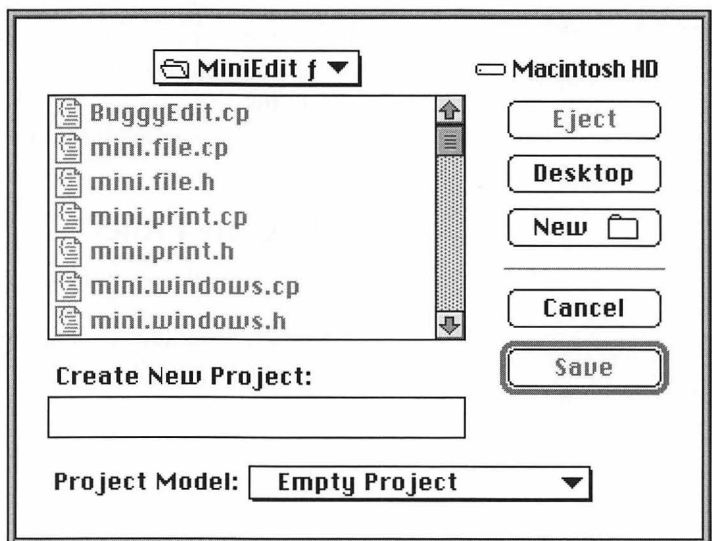 MiniEdit ƒ
Macintosh HD
BuggyEdit.cp
mini.file.cp
mini.file.h
mini.print.cp
mini.print.h
mini.windows.cp
mini.windows.h
Eject
Desktop
New
Cancel
Save
Create New Project:
Project Model: Empty Project